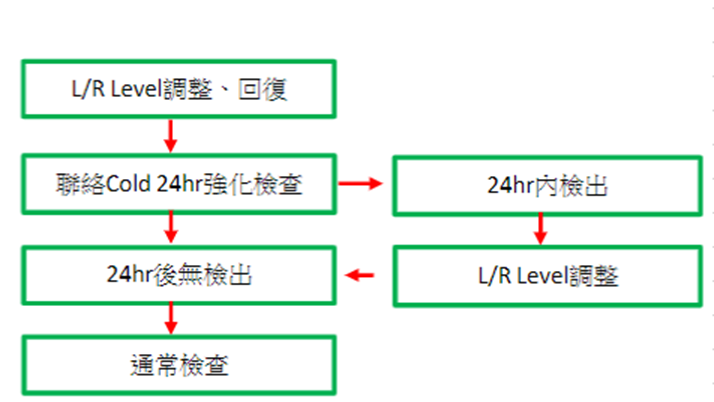 L/R Level調整、回復
聯絡Cold 24hr強化檢查
24hr內檢出
24hr後無檢出
L/R Level調整
通常檢查